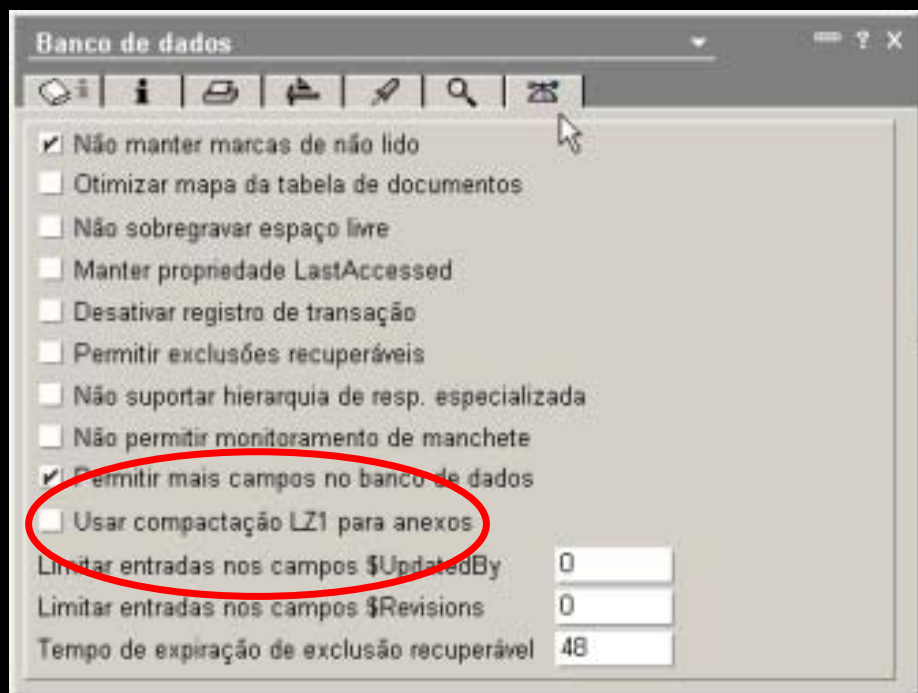 Banco de dados
Não manter marcas de não lido
Otimizar mapa da tabela de documentos
Não sobregravar espaço livre
Manter propriedade LastAccessed
Desativar registro de transação
Permitir exclusões recuperáveis
Não suportar hierarquia de resp. especializada
Não permitir monitoramento de manchete
Permitir mais campos no banco de dados
Usar compactação LZ1 para anexos
Limitar entradas nos campos $UpdatedBy 0
Limitar entradas nos campos $Revisions 0
Tempo de expiração de exclusão recuperável 48